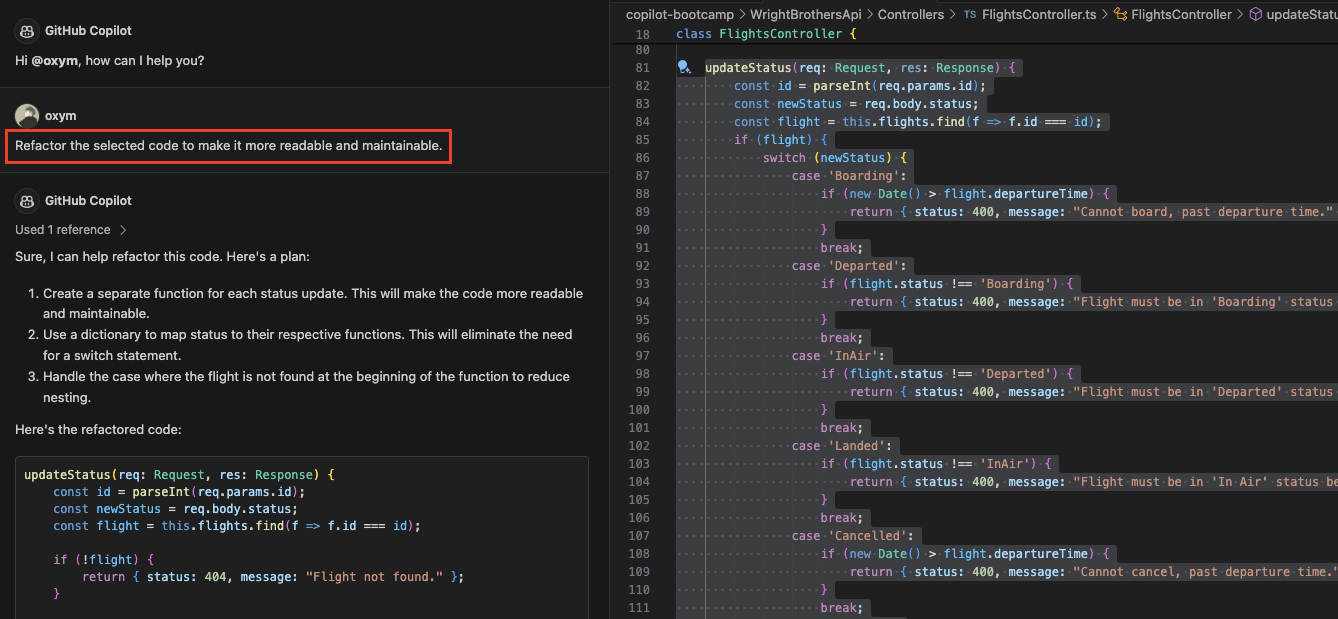 GitHub Copilot
Hi @oxym, how can I help you?
oxym
Refactor the selected code to make it more readable and maintainable.
GitHub Copilot
Used 1 reference >
Sure, I can help refactor this code. Here's a plan:
1. Create a separate function for each status update. This will make the code more readable
and maintainable.
2. Use a dictionary to map status to their respective functions. This will eliminate the need
for a switch statement.
3. Handle the case where the flight is not found at the beginning of the function to reduce
nesting.
Here's the refactored code:
updateStatus(req: Request, res: Response) {
const id = parseInt(req.params.id);
const newStatus = req.body.status;
const flight = this.flights.find(f => f.id === id);
if (!flight) {
return { status: 404, message: "Flight not found." };
}
copilot-bootcamp > WrightBrothersApi > Controllers > TS FlightsController.ts > FlightsController > updateStatu
18 class FlightsController {
80
81 updateStatus(req: Request, res: Response) {
82 const id = parseInt(req.params.id);
83 const newStatus = req.body.status;
84 const flight = this.flights.find(f => f.id === id);
85 if (flight) {
86 switch (newStatus) {
87 case 'Boarding':
88 if (new Date() > flight.departureTime) {
89 return { status: 400, message: "Cannot board, past departure time."
90 }
91 break;
92 case 'Departed':
93 if (flight.status !== 'Boarding') {
94 return { status: 400, message: "Flight must be in 'Boarding' status
95 }
96 break;
97 case 'InAir':
98 if (flight.status !== 'Departed') {
99 return { status: 400, message: "Flight must be in 'Departed' status
100 }
101 break;
102 case 'Landed':
103 if (flight.status !== 'InAir') {
104 return { status: 400, message: "Flight must be in 'In Air' status be
105 }
106 break;
107 case 'Cancelled':
108 if (new Date() > flight.departureTime) {
109 return { status: 400, message: "Cannot cancel, past departure time."
110 }
111 break;